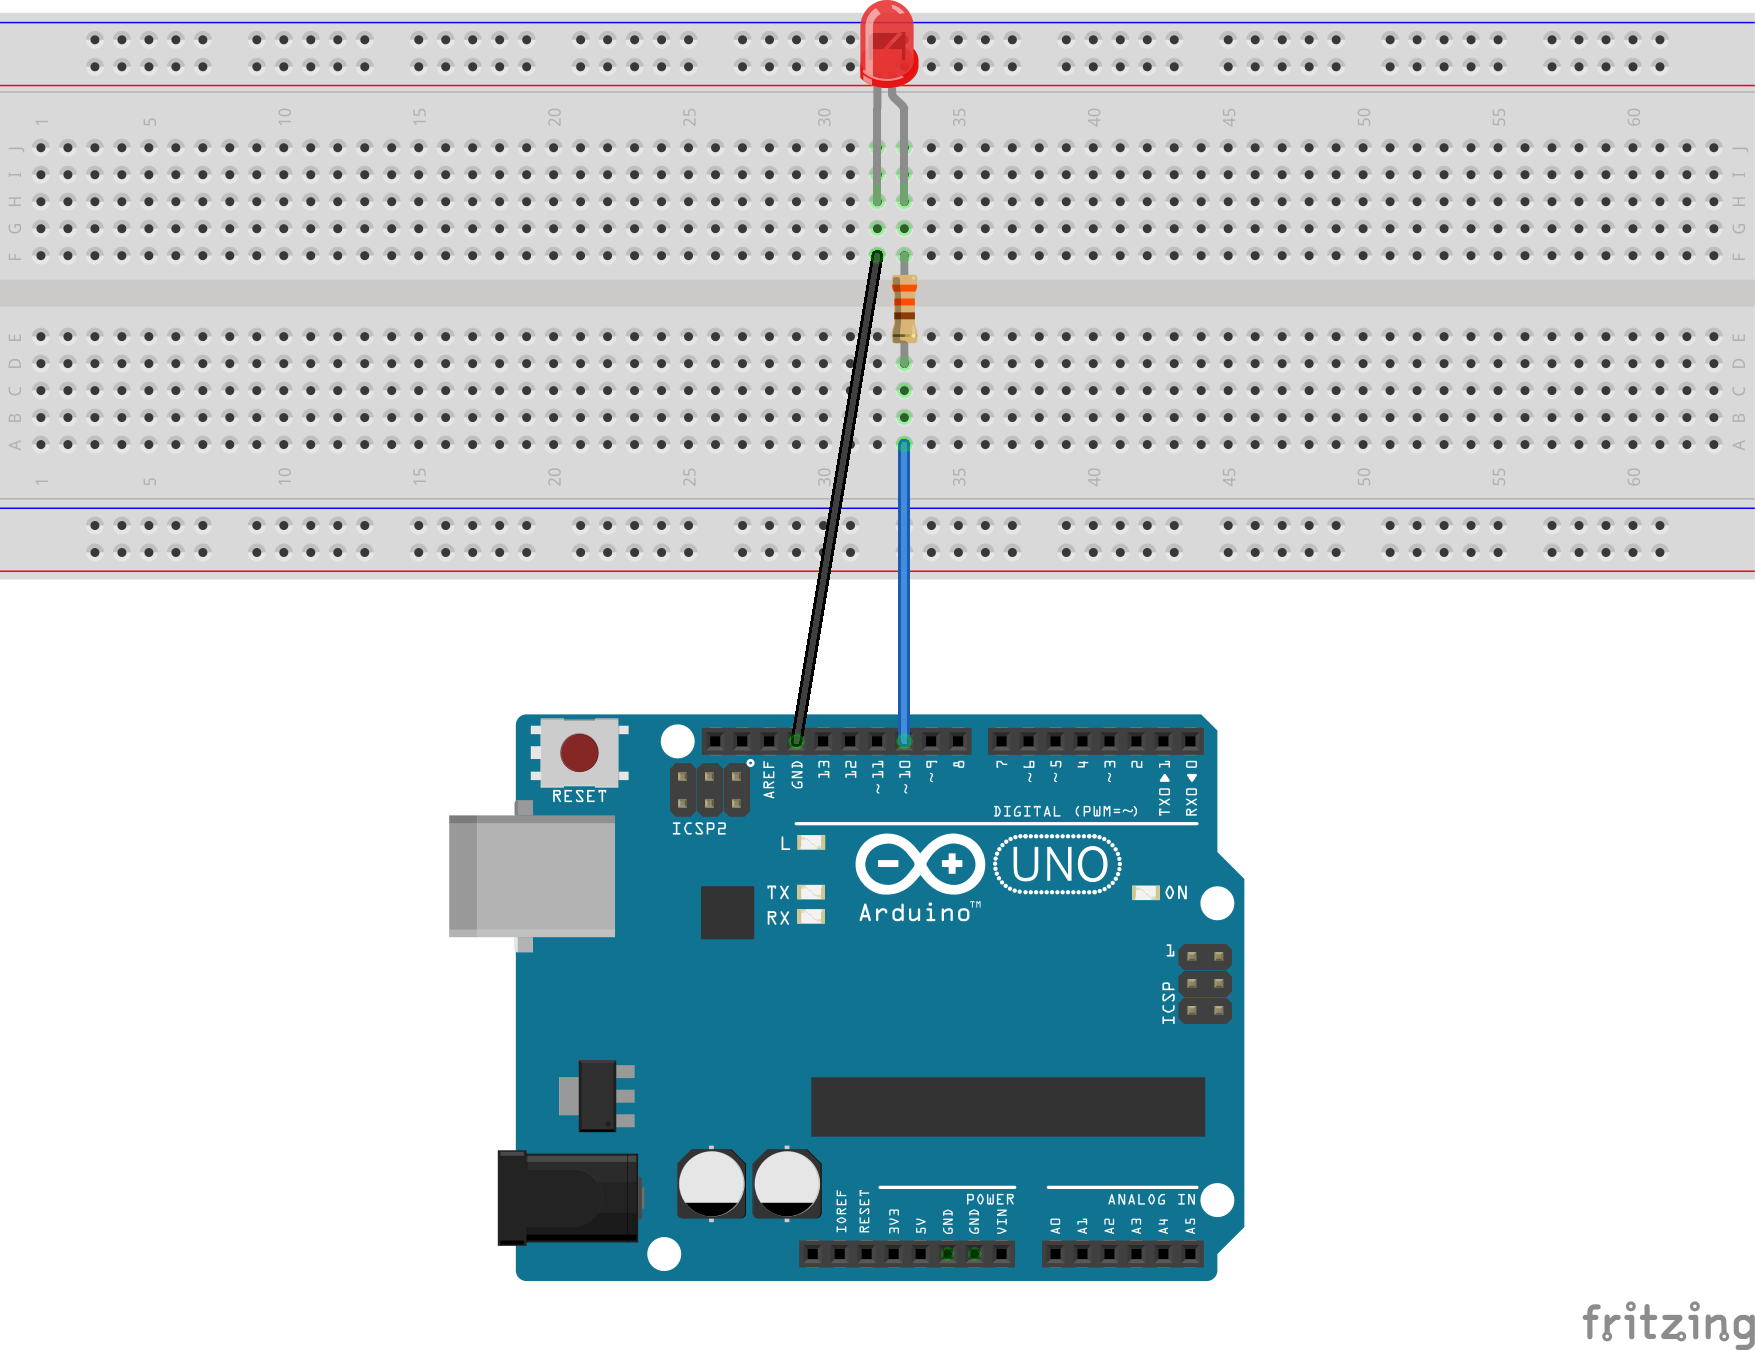 1 5 10 15 20 25 30 35 40 45 50 55 60
J J
I I
H H
G G
F F
E E
D D
C C
B B
A A
1 5 10 15 20 25 30 35 40 45 50 55 60
RESET
ICSP2
AREF GND 13 12 ~11 ~10 ~9 8 7 ~6 ~5 4 ~3 2 TX0▶1 RX0◀0
DIGITAL (PWM=~)
L
TX
RX
UNO
ON
Arduino™
1
ICSP
POWER
ANALOG IN
IOREF RESET 3V3 5V GND GND VIN A0 A1 A2 A3 A4 A5
fritzing